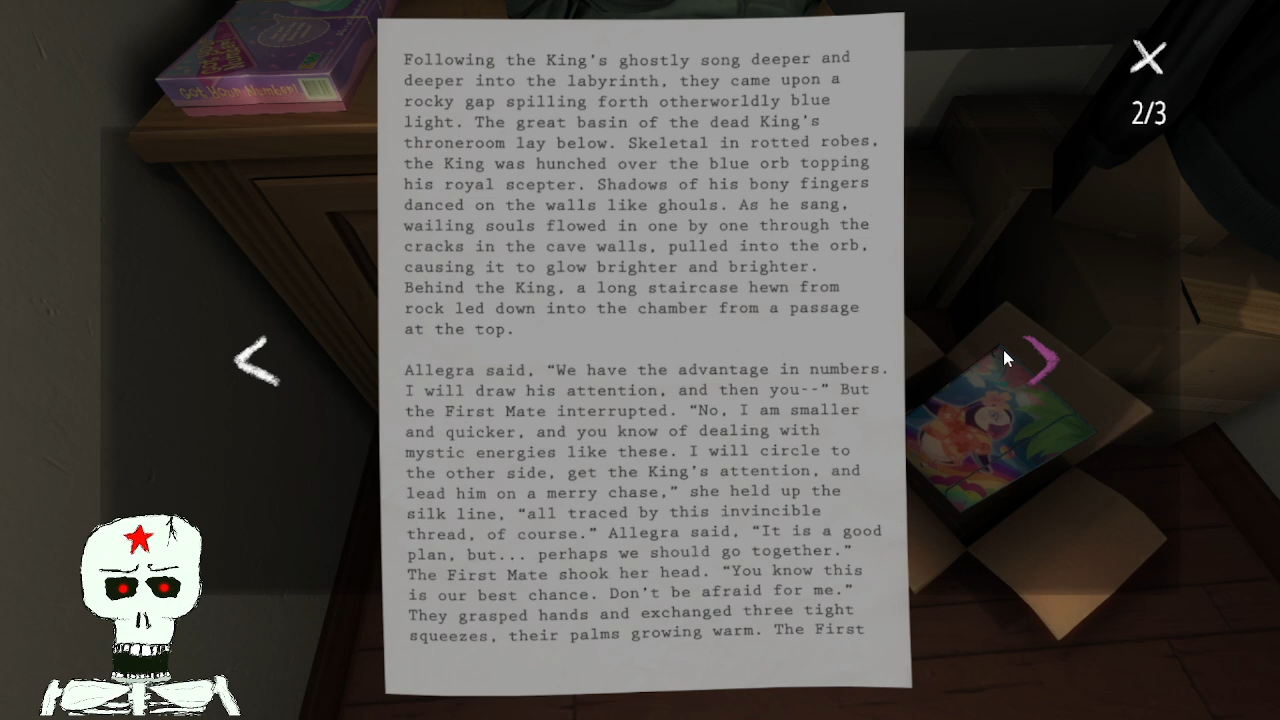 Got Your Number!
2/3
Following the King's ghostly song deeper and
deeper into the labyrinth, they came upon a
rocky gap spilling forth otherworldly blue
light. The great basin of the dead King's
throneroom lay below. Skeletal in rotted robes,
the King was hunched over the blue orb topping
his royal scepter. Shadows of his bony fingers
danced on the walls like ghouls. As he sang,
wailing souls flowed in one by one through the
cracks in the cave walls, pulled into the orb,
causing it to glow brighter and brighter.
Behind the King, a long staircase hewn from
rock led down into the chamber from a passage
at the top.
Allegra said, “We have the advantage in numbers.
I will draw his attention, and then you--” But
the First Mate interrupted. “No, I am smaller
and quicker, and you know of dealing with
mystic energies like these. I will circle to
the other side, get the King's attention, and
lead him on a merry chase,” she held up the
silk line, “all traced by this invincible
thread, of course.” Allegra said, “It is a good
plan, but... perhaps we should go together.”
The First Mate shook her head. “You know this
is our best chance. Don't be afraid for me.”
They grasped hands and exchanged three tight
squeezes, their palms growing warm. The First